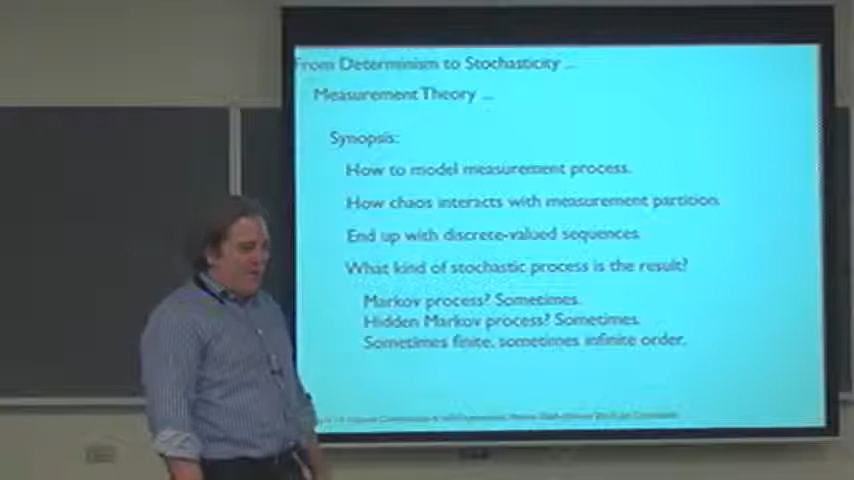 From Determinism to Stochasticity ...
Measurement Theory ...
Synopsis:
How to model measurement process.
How chaos interacts with measurement partition.
End up with discrete-valued sequences.
What kind of stochastic process is the result?
Markov process? Sometimes.
Hidden Markov process? Sometimes.
Sometimes finite, sometimes infinite order.